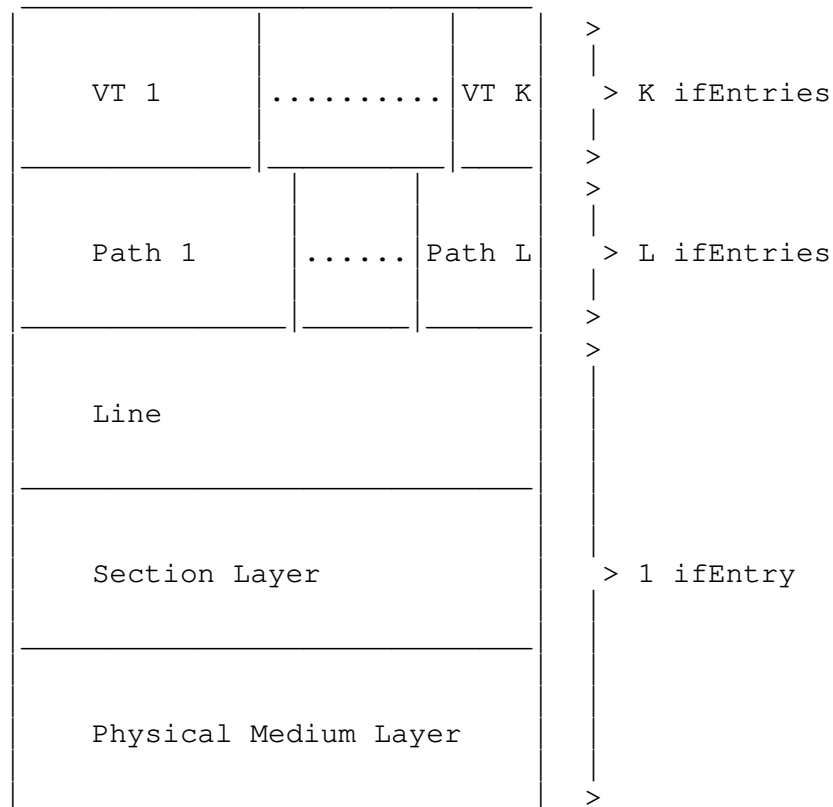 VT 1 .......... VT K > K ifEntries
Path 1 ...... Path L > L ifEntries
Line
Section Layer > 1 ifEntry
Physical Medium Layer